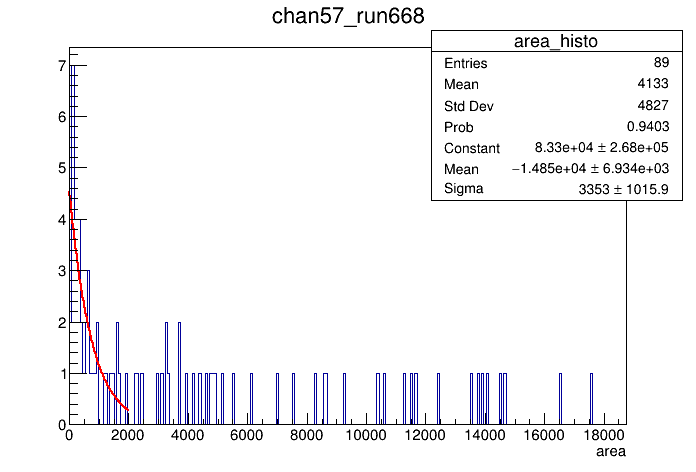 chan57_run668
area_histo
Entries 89
Mean 4133
Std Dev 4827
Prob 0.9403
Constant 8.33e+04 ± 2.68e+05
Mean −1.485e+04 ± 6.934e+03
Sigma 3353 ± 1015.9
7
6
5
4
3
2
1
0
0 2000 4000 6000 8000 10000 12000 14000 16000 18000
area